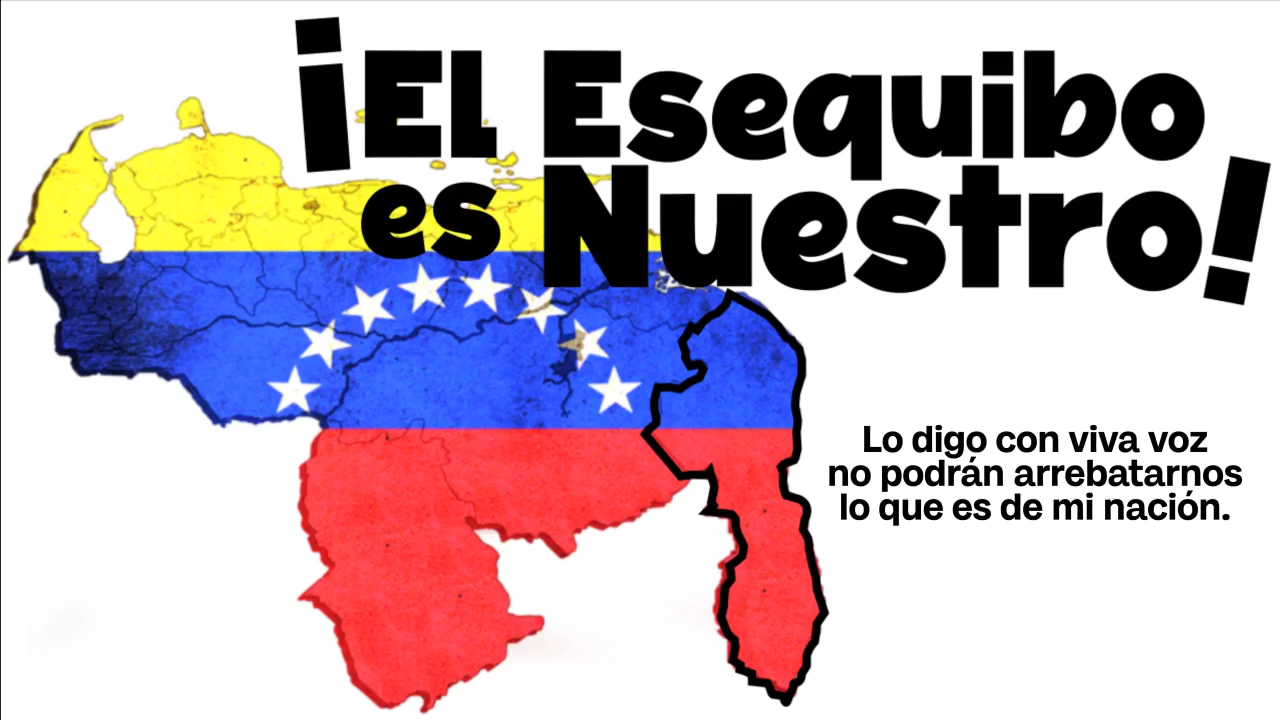 ¡El Esequibo
es Nuestro!
Lo digo con viva voz
no podrán arrebatarnos
lo que es de mi nación.